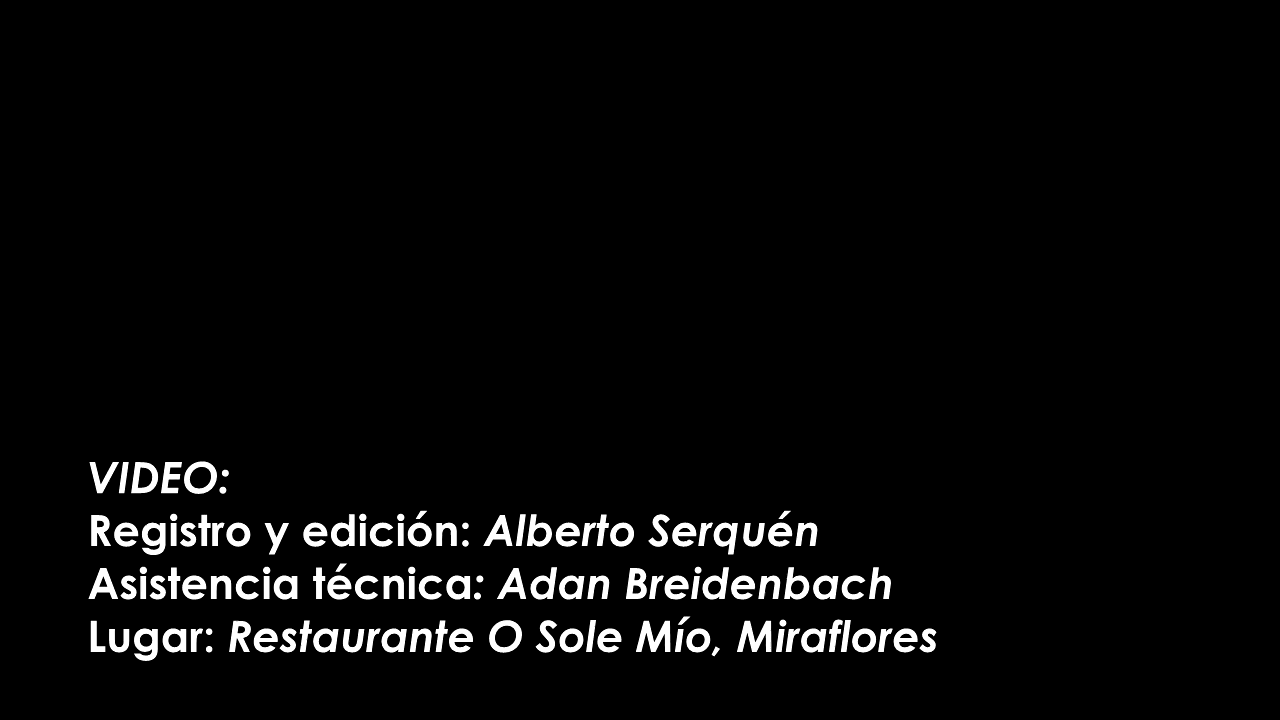 VIDEO:
Registro y edición: Alberto Serquén
Asistencia técnica: Adan Breidenbach
Lugar: Restaurante O Sole Mío, Miraflores